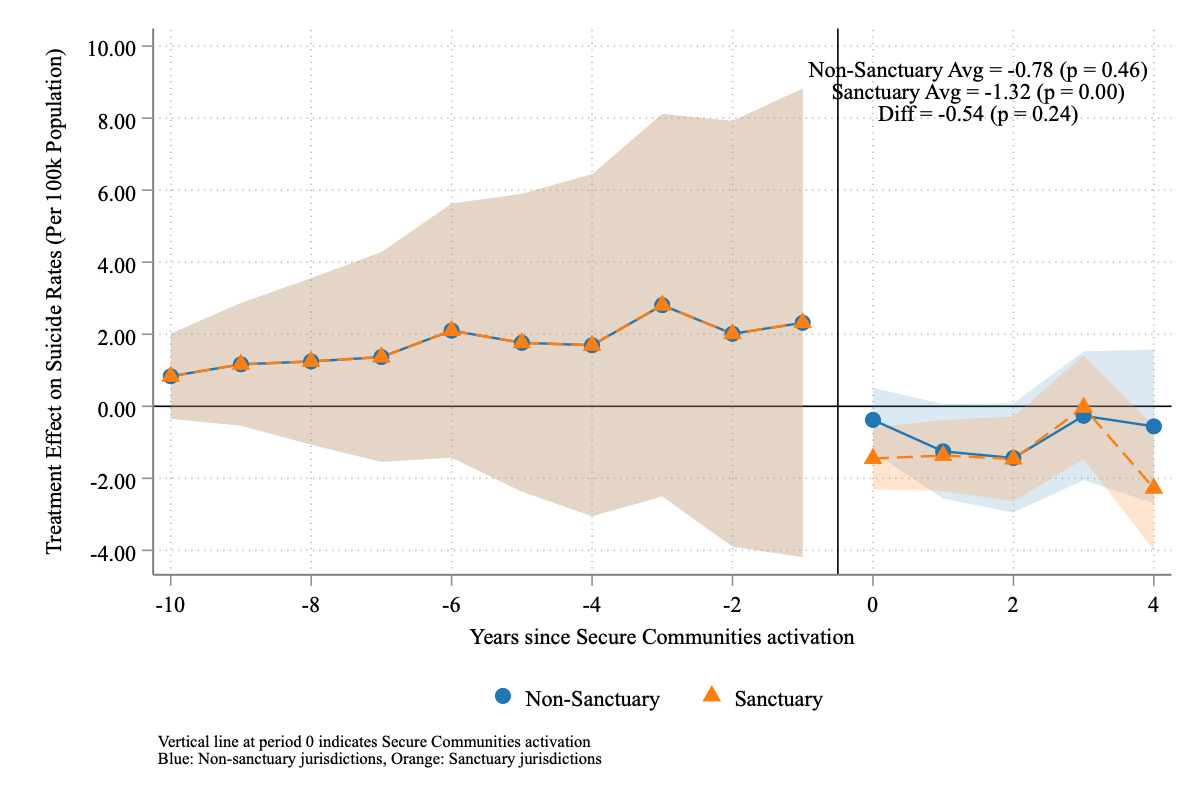 Treatment Effect on Suicide Rates (Per 100k Population)
10.00
8.00
6.00
4.00
2.00
0.00
-2.00
-4.00
Non-Sanctuary Avg = -0.78 (p = 0.46)
Sanctuary Avg = -1.32 (p = 0.00)
Diff = -0.54 (p = 0.24)
-10 -8 -6 -4 -2 0 2 4
Years since Secure Communities activation
Non-Sanctuary Sanctuary
Vertical line at period 0 indicates Secure Communities activation
Blue: Non-sanctuary jurisdictions, Orange: Sanctuary jurisdictions